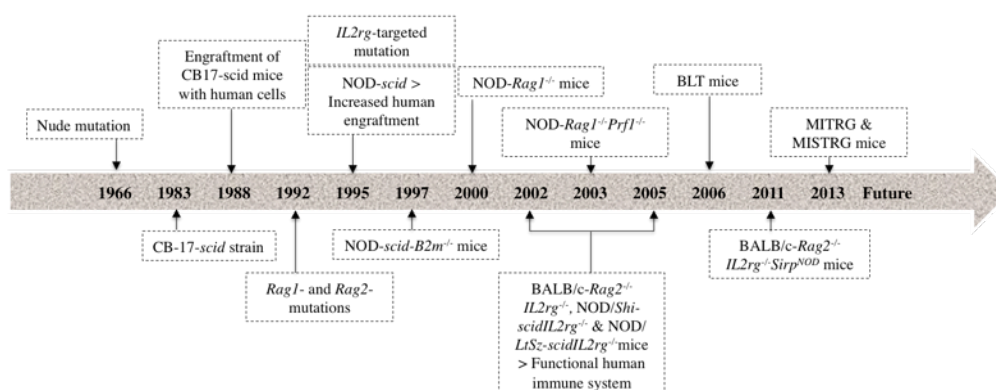 IL2rg-targeted
mutation
Engraftment of
CB17-scid mice
with human cells
NOD-scid >
Increased human
engraftment
NOD-Rag1-/- mice
BLT mice
Nude mutation
NOD-Rag1-/-Prf1-/-
mice
MITRG &
MISTRG mice
1966 1983 1988 1992 1995 1997 2000 2002 2003 2005 2006 2011 2013 Future
CB-17-scid strain
NOD-scid-B2m-/- mice
BALB/c-Rag2-/-
IL2rg-/-SirpNOD mice
Rag1- and Rag2-
mutations
BALB/c-Rag2-/-
IL2rg-/-, NOD/Shi-
scidIL2rg-/- & NOD/
LtSz-scidIL2rg-/-mice
> Functional human
immune system